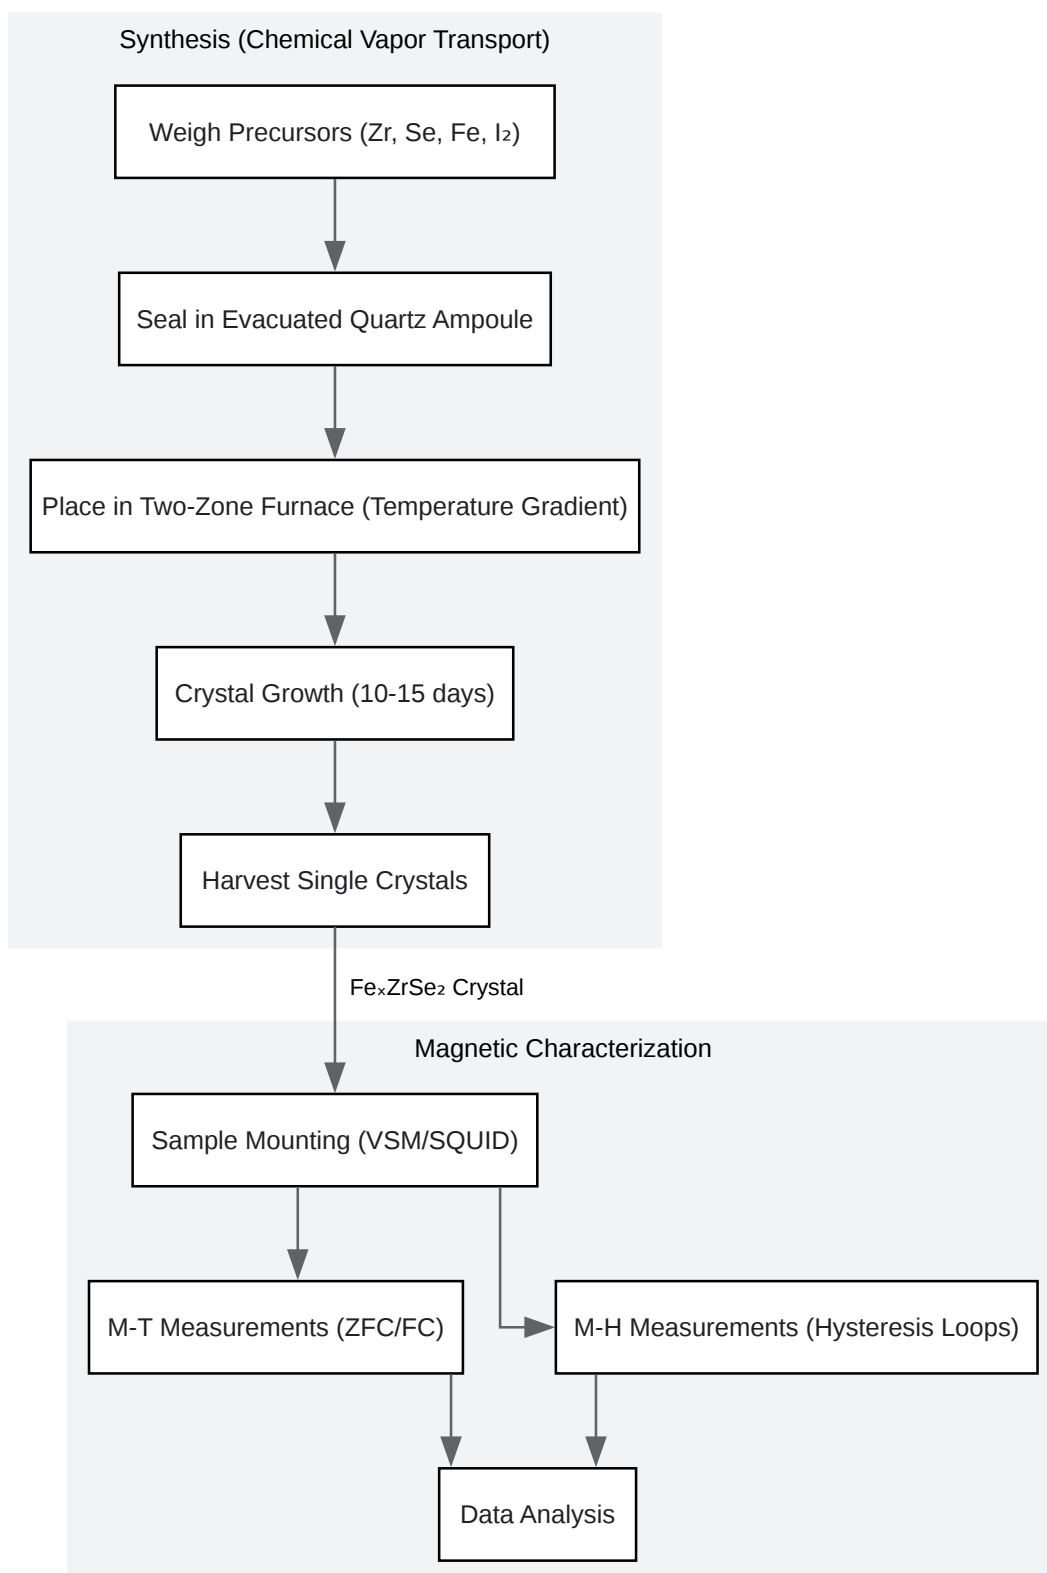 Synthesis (Chemical Vapor Transport)
Weigh Precursors (Zr, Se, Fe, I₂)
Seal in Evacuated Quartz Ampoule
Place in Two-Zone Furnace (Temperature Gradient)
Crystal Growth (10-15 days)
Harvest Single Crystals
FeₓZrSe₂ Crystal
Magnetic Characterization
Sample Mounting (VSM/SQUID)
M-T Measurements (ZFC/FC)
M-H Measurements (Hysteresis Loops)
Data Analysis